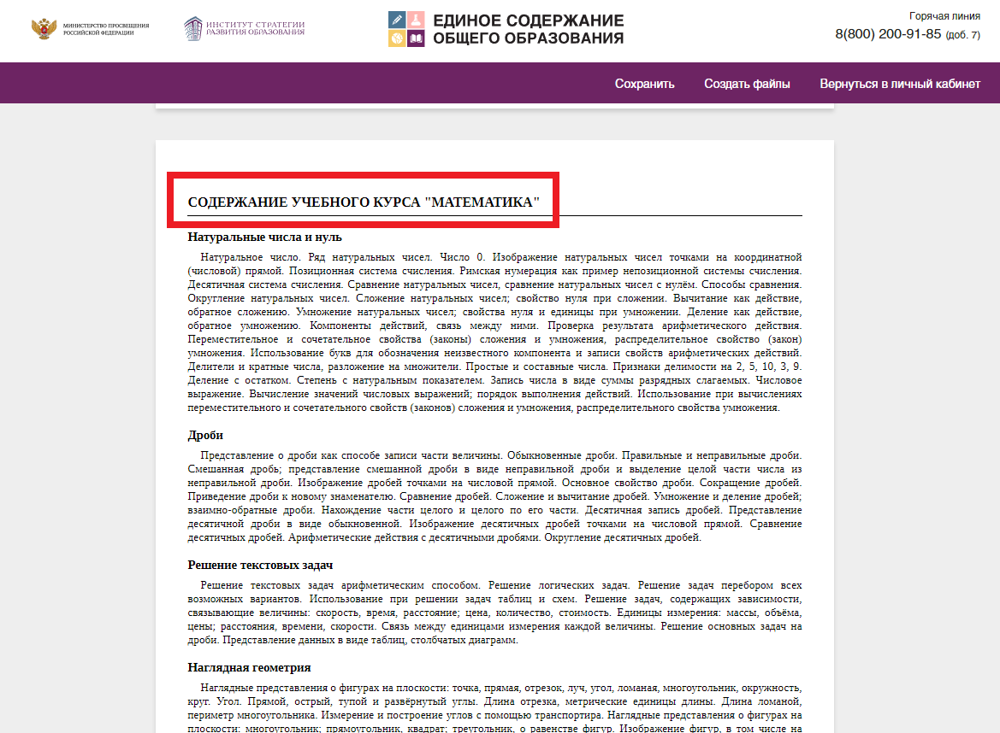 МИНИСТЕРСТВО ПРОСВЕЩЕНИЯ
РОССИЙСКОЙ ФЕДЕРАЦИИ
ИНСТИТУТ СТРАТЕГИИ
РАЗВИТИЯ ОБРАЗОВАНИЯ
ЕДИНОЕ СОДЕРЖАНИЕ
ОБЩЕГО ОБРАЗОВАНИЯ
Горячая линия
8(800) 200-91-85 (доб. 7)
Сохранить Создать файлы Вернуться в личный кабинет
СОДЕРЖАНИЕ УЧЕБНОГО КУРСА "МАТЕМАТИКА"
Натуральные числа и нуль
Натуральное число. Ряд натуральных чисел. Число 0. Изображение натуральных чисел точками на координатной
(числовой) прямой. Позиционная система счисления. Римская нумерация как пример непозиционной системы счисления.
Десятичная система счисления. Сравнение натуральных чисел, сравнение натуральных чисел с нулём. Способы сравнения.
Округление натуральных чисел. Сложение натуральных чисел; свойство нуля при сложении. Вычитание как действие,
обратное сложению. Умножение натуральных чисел; свойства нуля и единицы при умножении. Деление как действие,
обратное умножению. Компоненты действий, связь между ними. Проверка результата арифметического действия.
Переместительное и сочетательное свойства (законы) сложения и умножения, распределительное свойство (закон)
умножения. Использование букв для обозначения неизвестного компонента и записи свойств арифметических действий.
Делители и кратные числа, разложение на множители. Простые и составные числа. Признаки делимости на 2, 5, 10, 3, 9.
Деление с остатком. Степень с натуральным показателем. Запись числа в виде суммы разрядных слагаемых. Числовое
выражение. Вычисление значений числовых выражений; порядок выполнения действий. Использование при вычислениях
переместительного и сочетательного свойств (законов) сложения и умножения, распределительного свойства умножения.
Дроби
Представление о дроби как способе записи части величины. Обыкновенные дроби. Правильные и неправильные дроби.
Смешанная дробь; представление смешанной дроби в виде неправильной дроби и выделение целой части числа из
неправильной дроби. Изображение дробей точками на числовой прямой. Основное свойство дроби. Сокращение дробей.
Приведение дроби к новому знаменателю. Сравнение дробей. Сложение и вычитание дробей. Умножение и деление дробей;
взаимно-обратные дроби. Нахождение части целого и целого по его части. Десятичная запись дробей. Представление
десятичной дроби в виде обыкновенной. Изображение десятичных дробей точками на числовой прямой. Сравнение
десятичных дробей. Арифметические действия с десятичными дробями. Округление десятичных дробей.
Решение текстовых задач
Решение текстовых задач арифметическим способом. Решение логических задач. Решение задач перебором всех
возможных вариантов. Использование при решении задач таблиц и схем. Решение задач, содержащих зависимости,
связывающие величины: скорость, время, расстояние; цена, количество, стоимость. Единицы измерения: массы, объёма,
цены; расстояния, времени, скорости. Связь между единицами измерения каждой величины. Решение основных задач на
дроби. Представление данных в виде таблиц, столбчатых диаграмм.
Наглядная геометрия
Наглядные представления о фигурах на плоскости: точка, прямая, отрезок, луч, угол, ломаная, многоугольник, окружность,
круг. Угол. Прямой, острый, тупой и развёрнутый углы. Длина отрезка, метрические единицы длины. Длина ломаной,
периметр многоугольника. Измерение и построение углов с помощью транспортира. Наглядные представления о фигурах на
плоскости: многоугольник; прямоугольник, квадрат; треугольник, о равенстве фигур. Изображение фигур, в том числе на